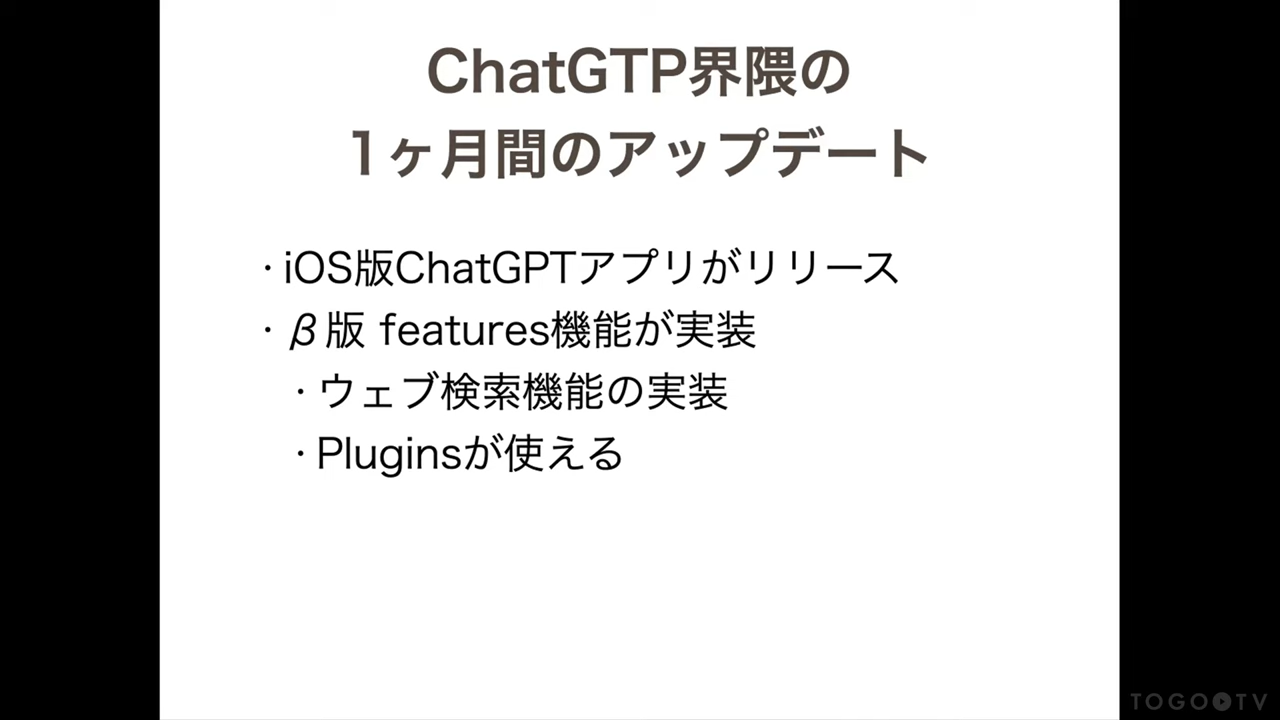 ChatGTP界隈の
1ヶ月間のアップデート
・iOS版ChatGPTアプリがリリース
・β版 features機能が実装
・ウェブ検索機能の実装
・Pluginsが使える
TOGO TV